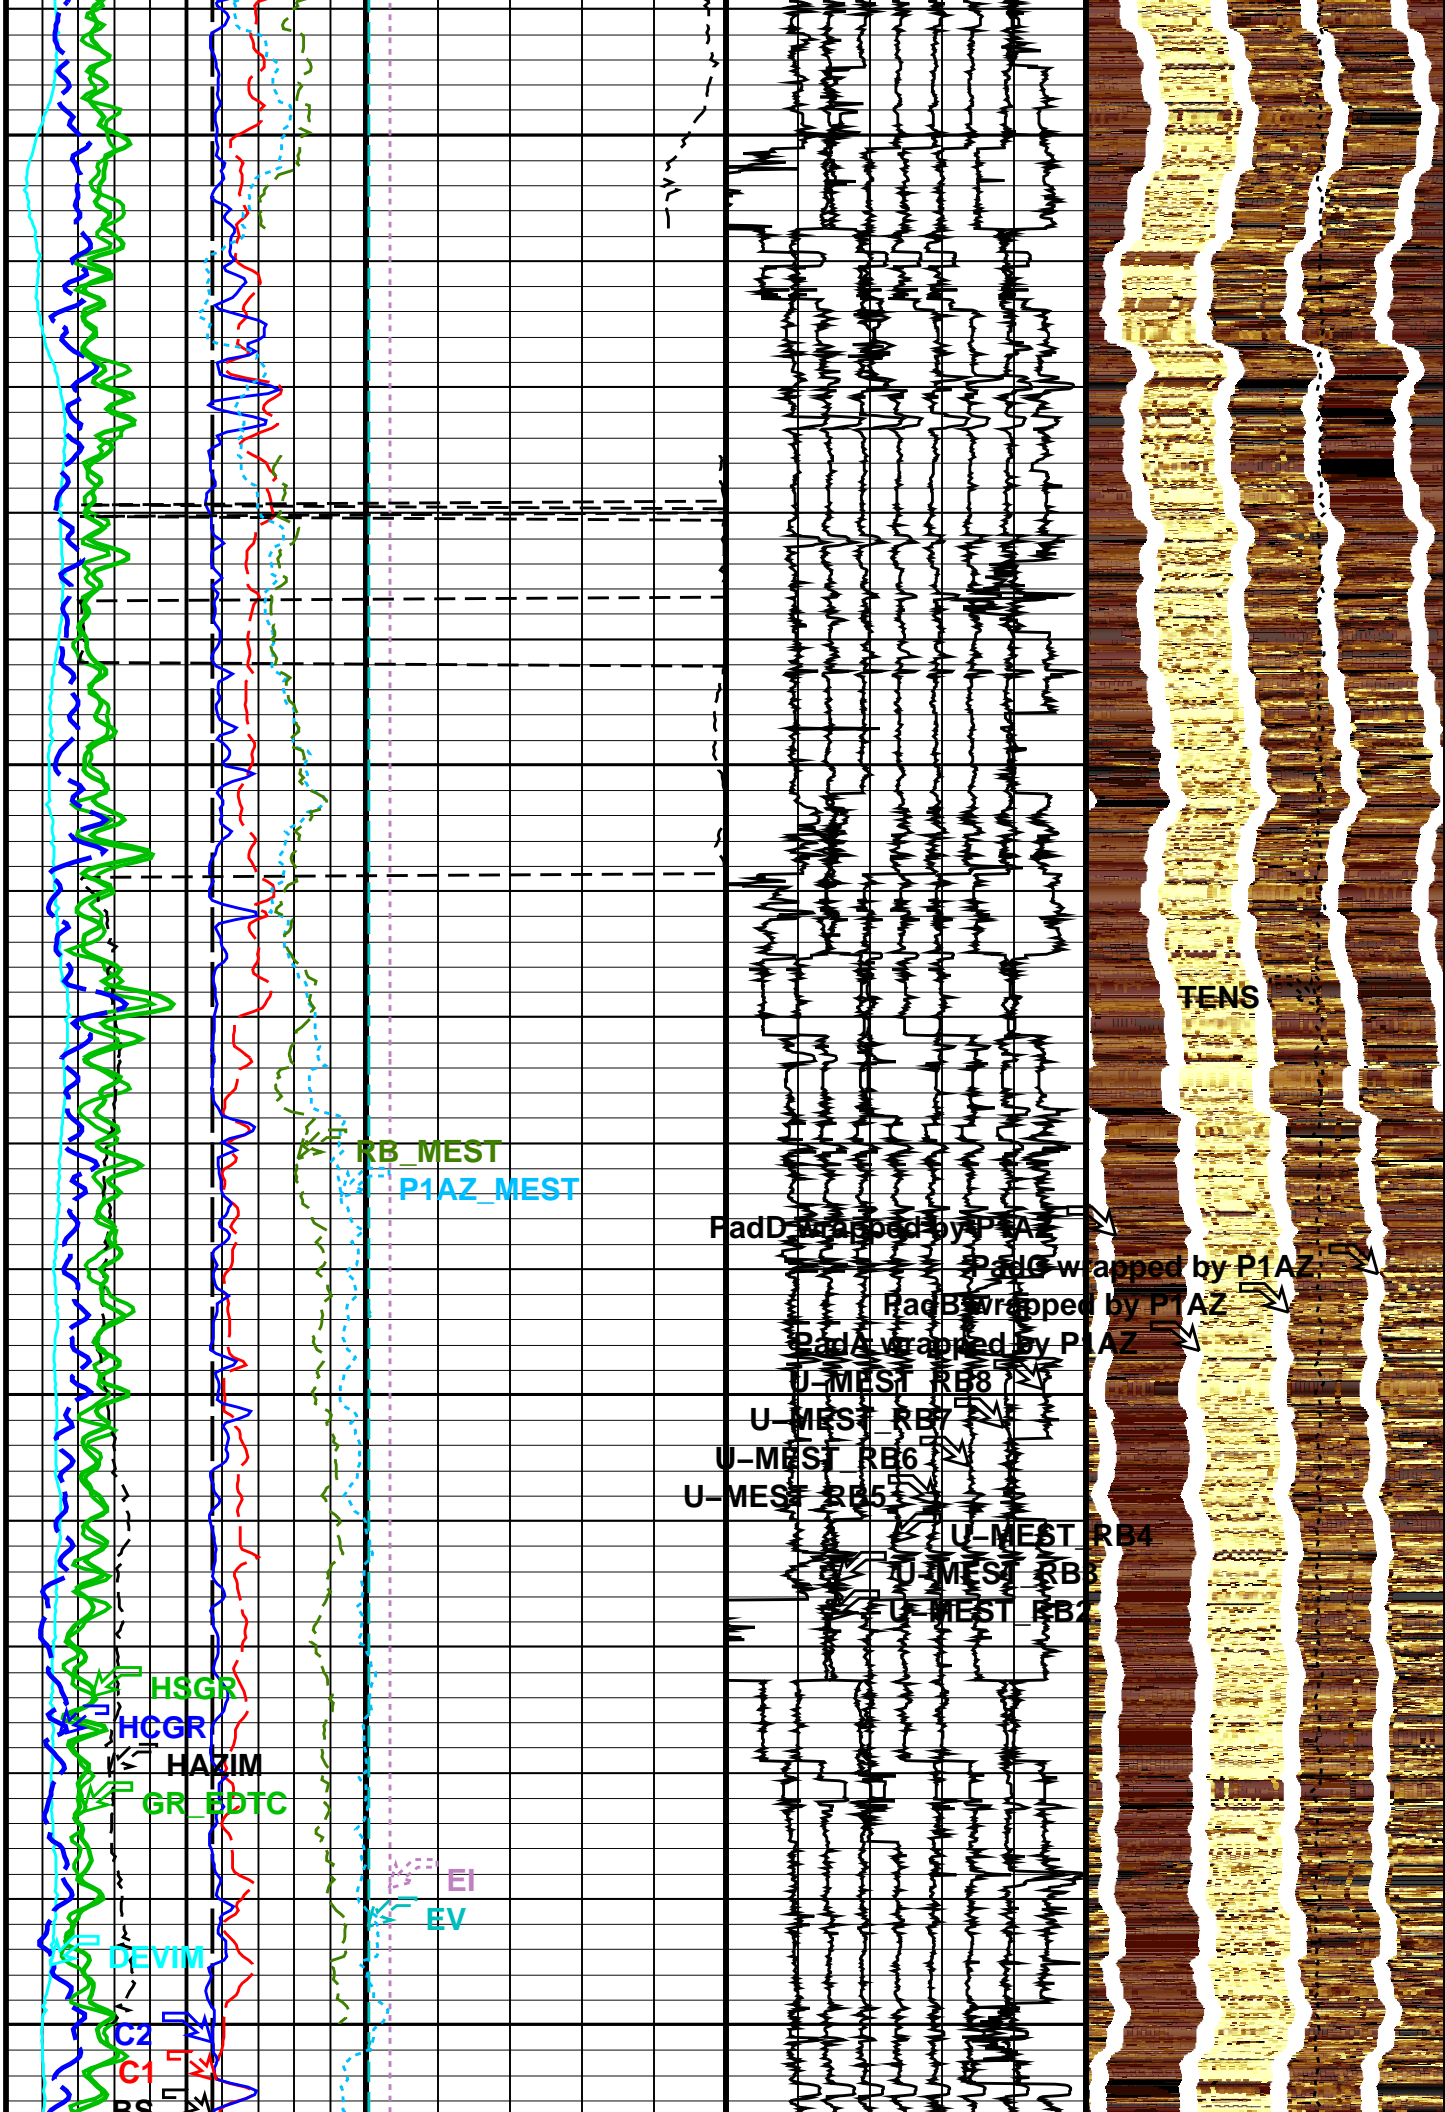 TENS
RB_MEST
P1AZ_MEST
PadD wrapped by P1AZ
PadC wrapped by P1AZ
PadB wrapped by P1AZ
PadA wrapped by P1AZ
U–MEST_RB8
U–MEST_RB7
U–MEST_RB6
U–MEST_RB5
U–MEST_RB4
U–MEST_RB3
U–MEST_RB2
HSGR
HCGR
HAZIM
GR_EDTC
EI
EV
DEVIM
C2
C1
BS